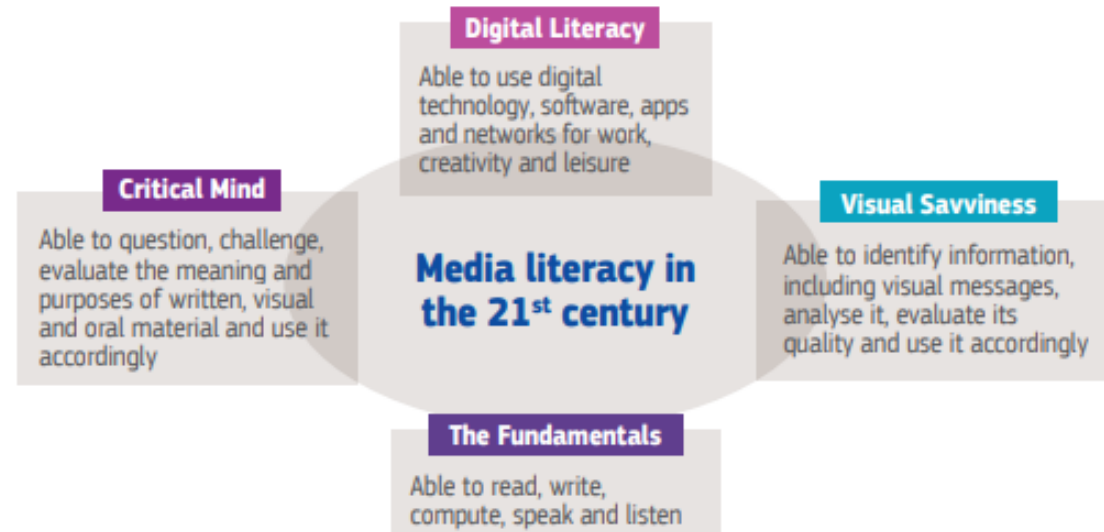 Digital Literacy
Able to use digital
technology, software, apps
and networks for work,
creativity and leisure
Critical Mind
Able to question, challenge,
evaluate the meaning and
purposes of written, visual
and oral material and use it
accordingly
Media literacy in
the 21st century
Visual Savviness
Able to identify information,
including visual messages,
analyse it, evaluate its
quality and use it accordingly
The Fundamentals
Able to read, write,
compute, speak and listen